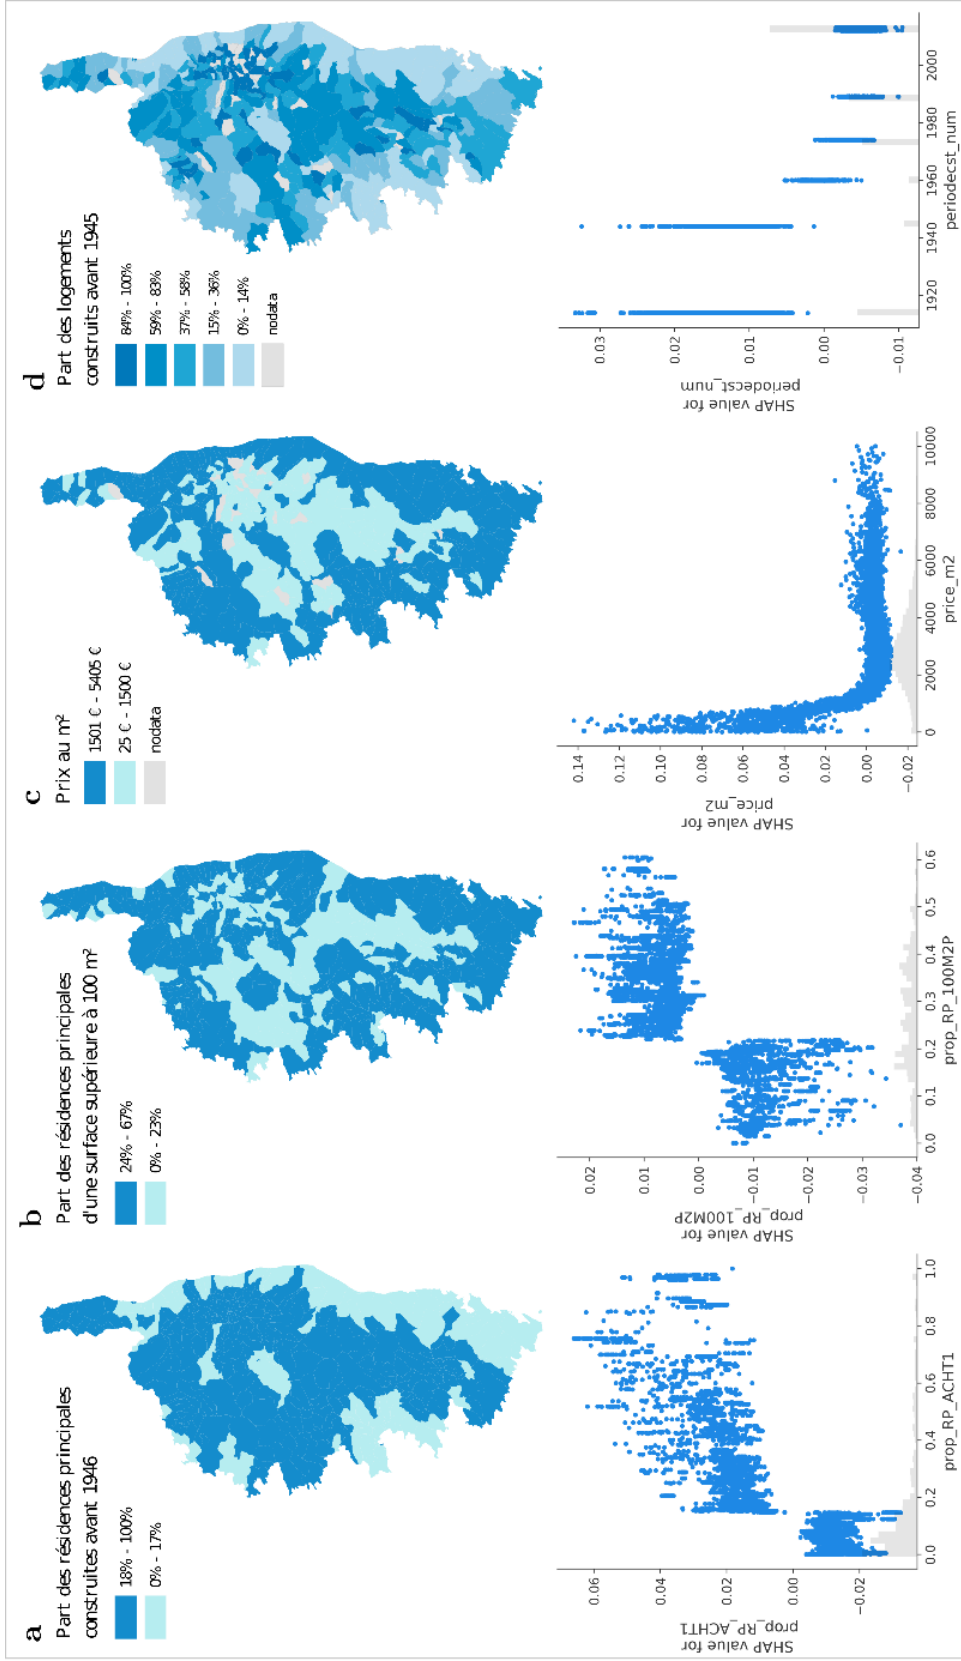 a
Part des résidences principales
construites avant 1946
18% - 100%
0% - 17%
SHAP value for
prop_RP_ACHT1
0.06
0.04
0.02
0.00
−0.02
0.0
0.2
0.4
0.6
0.8
1.0
prop_RP_ACHT1
b
Part des résidences principales
d'une surface supérieure à 100 m²
24% - 67%
0% - 23%
SHAP value for
prop_RP_100M2P
0.02
0.01
0.00
−0.01
−0.02
−0.03
−0.04
0.0
0.1
0.2
0.3
0.4
0.5
0.6
prop_RP_100M2P
c
Prix au m²
1501 € - 5405 €
25 € - 1500 €
nodata
SHAP value for
price_m2
0.14
0.12
0.10
0.08
0.06
0.04
0.02
0.00
−0.02
0
2000
4000
6000
8000
10000
price_m2
d
Part des logements
construits avant 1945
84% - 100%
59% - 83%
37% - 58%
15% - 36%
0% - 14%
nodata
SHAP value for
periodecst_num
0.03
0.02
0.01
0.00
−0.01
1920
1940
1960
1980
2000
periodecst_num